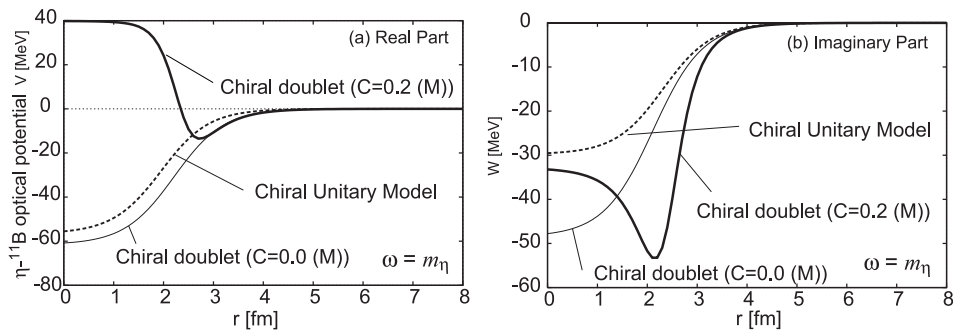 (a) Real Part
Chiral doublet (C=0.2 (M))
Chiral Unitary Model
Chiral doublet (C=0.0 (M))
ω = mη
η-¹¹B optical potential V [MeV]
40
20
0
-20
-40
-60
-80
0 1 2 3 4 5 6 7 8
r [fm]
(b) Imaginary Part
Chiral Unitary Model
Chiral doublet (C=0.2 (M))
Chiral doublet (C=0.0 (M))
ω = mη
W [MeV]
0
-10
-20
-30
-40
-50
-60
0 1 2 3 4 5 6 7 8
r [fm]